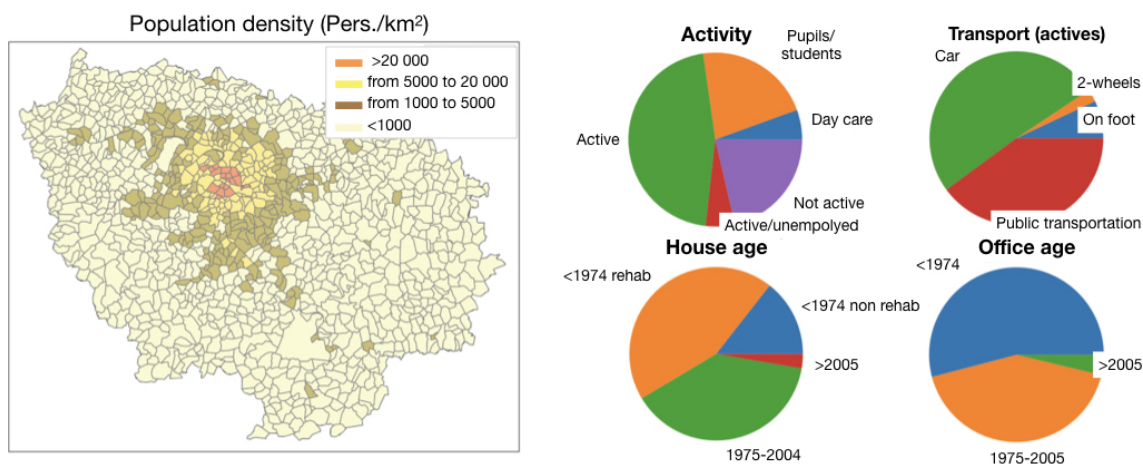 Population density (Pers./km²)
>20 000
from 5000 to 20 000
from 1000 to 5000
<1000
Activity
Pupils/
students
Day care
Active
Not active
Active/unempolyed
Transport (actives)
Car
2-wheels
On foot
Public transportation
House age
<1974 rehab
<1974 non rehab
>2005
1975-2004
Office age
<1974
>2005
1975-2005